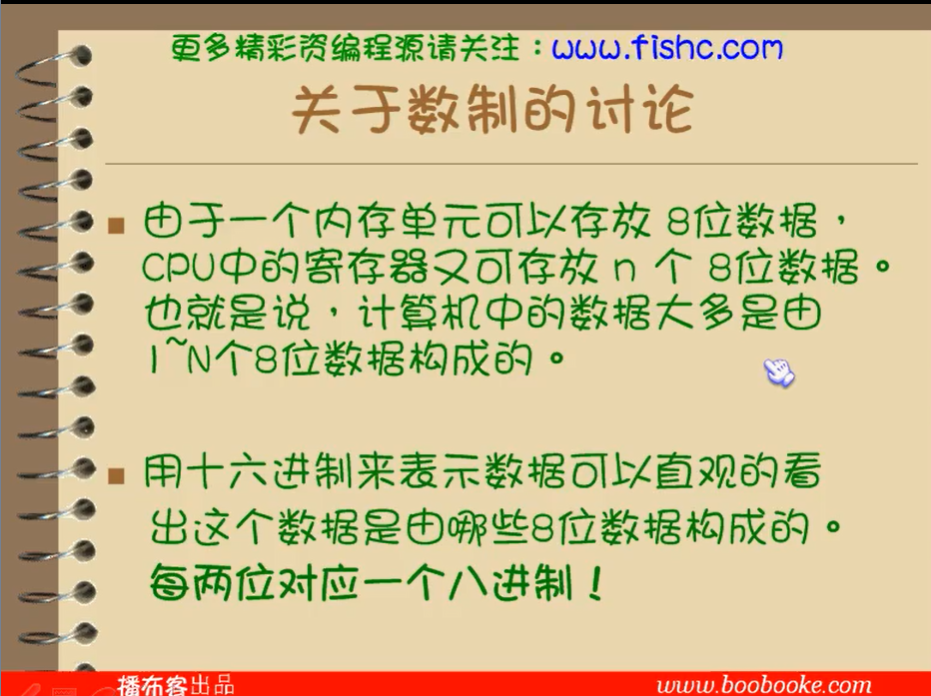 更多精彩资编程源请关注：www.fishc.com
关于数制的讨论
由于一个内存单元可以存放 8位数据，
CPU中的寄存器又可存放 n 个 8位数据。
也就是说，计算机中的数据大多是由
1~N个8位数据构成的。
用十六进制来表示数据可以直观的看
出这个数据是由哪些8位数据构成的。
每两位对应一个八进制！
播布客出品
www.boobooke.com